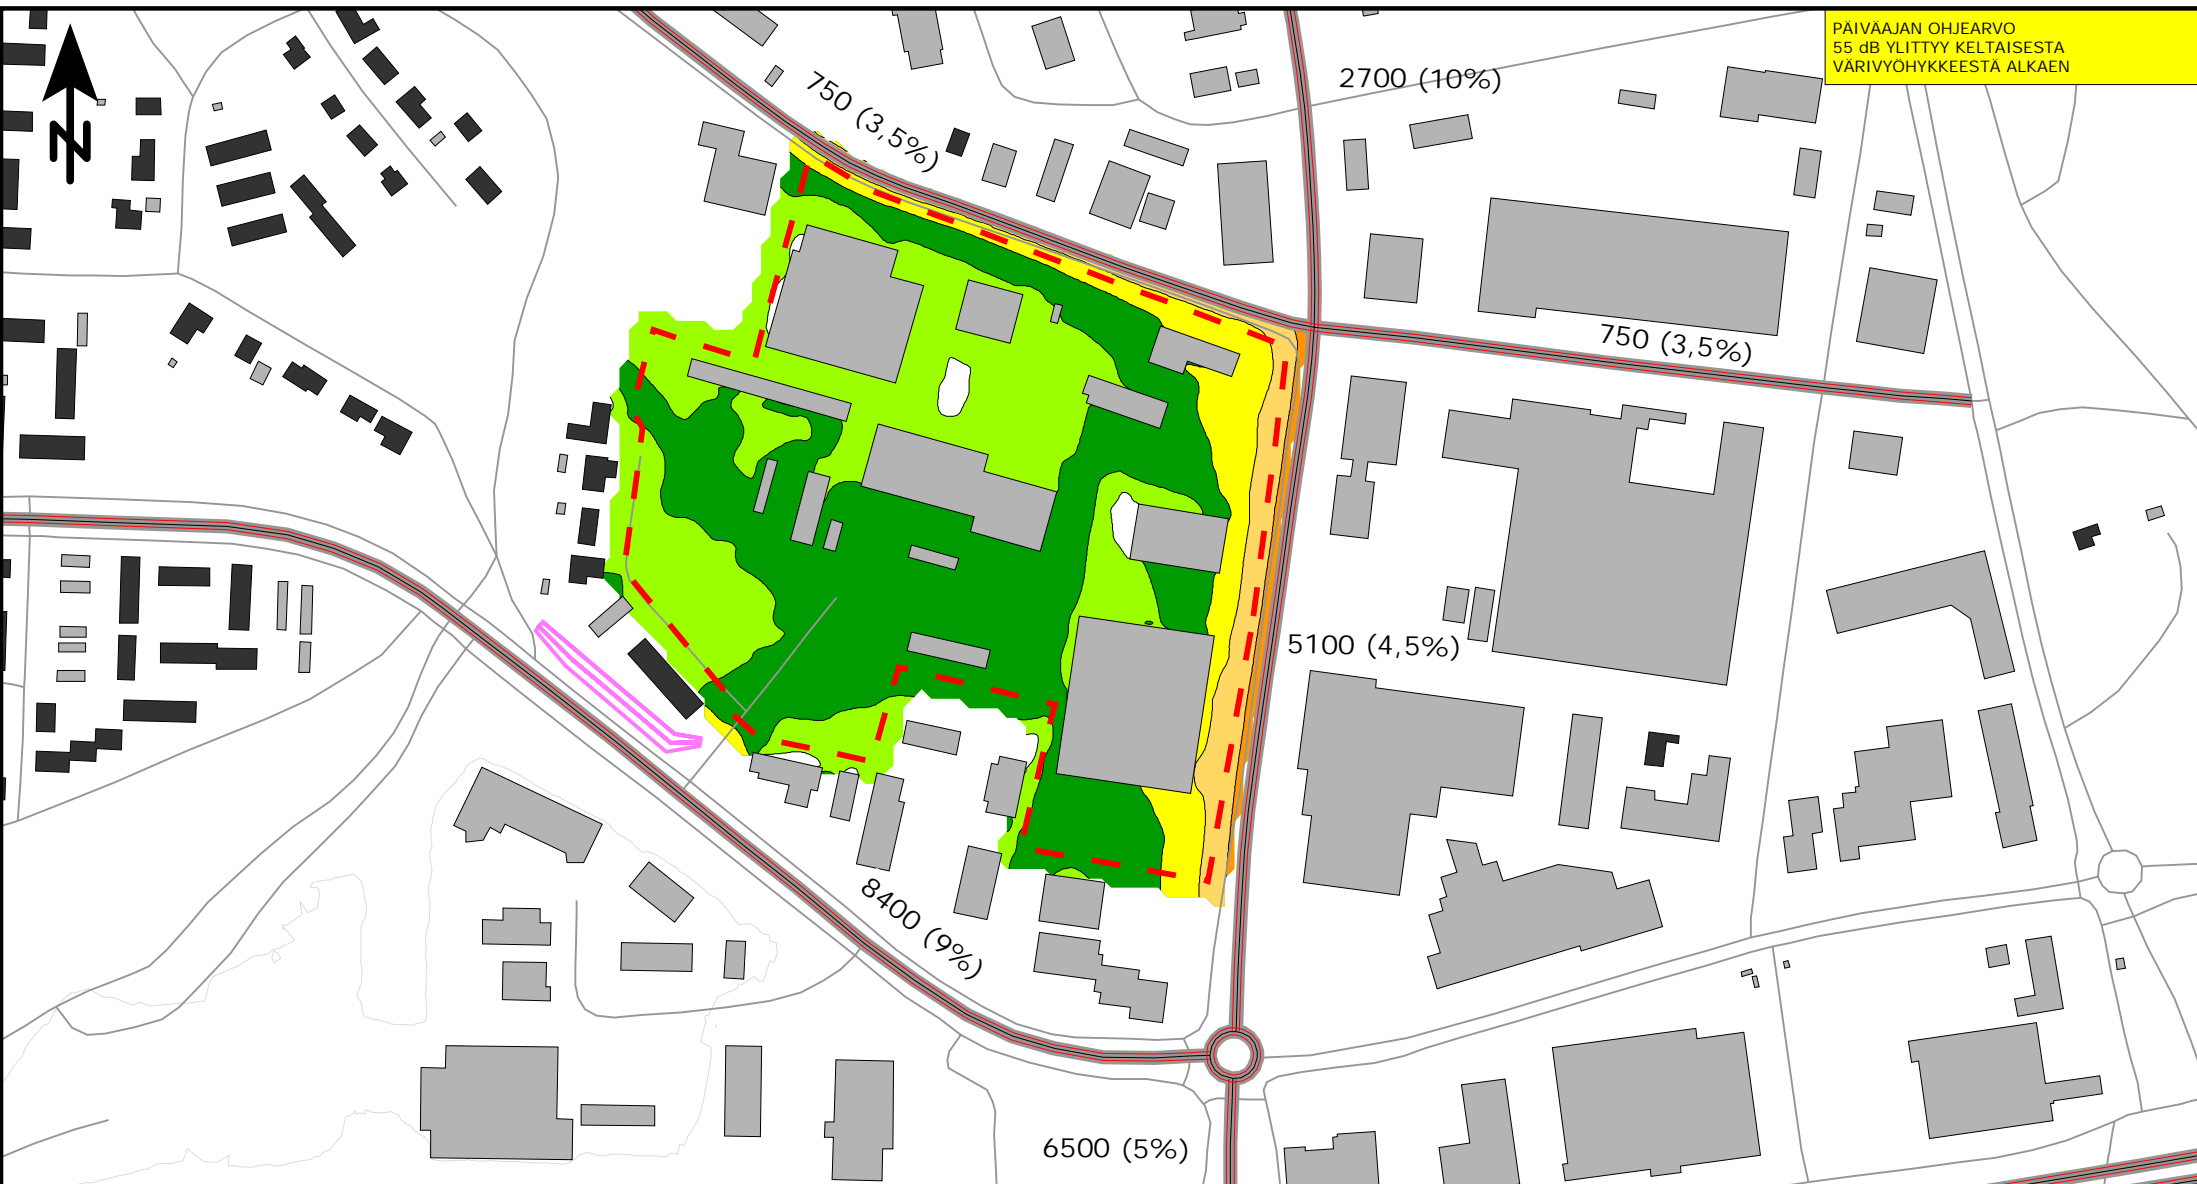 PÄIVÄAJAN OHJEARVO
55 dB YLITTYY KELTAISESTA
VÄRIVYÖHYKKEESTÄ ALKAEN
2700 (10%)
750 (3,5%)
N
750 (3,5%)
5100 (4,5%)
8400 (9%)
6500 (5%)